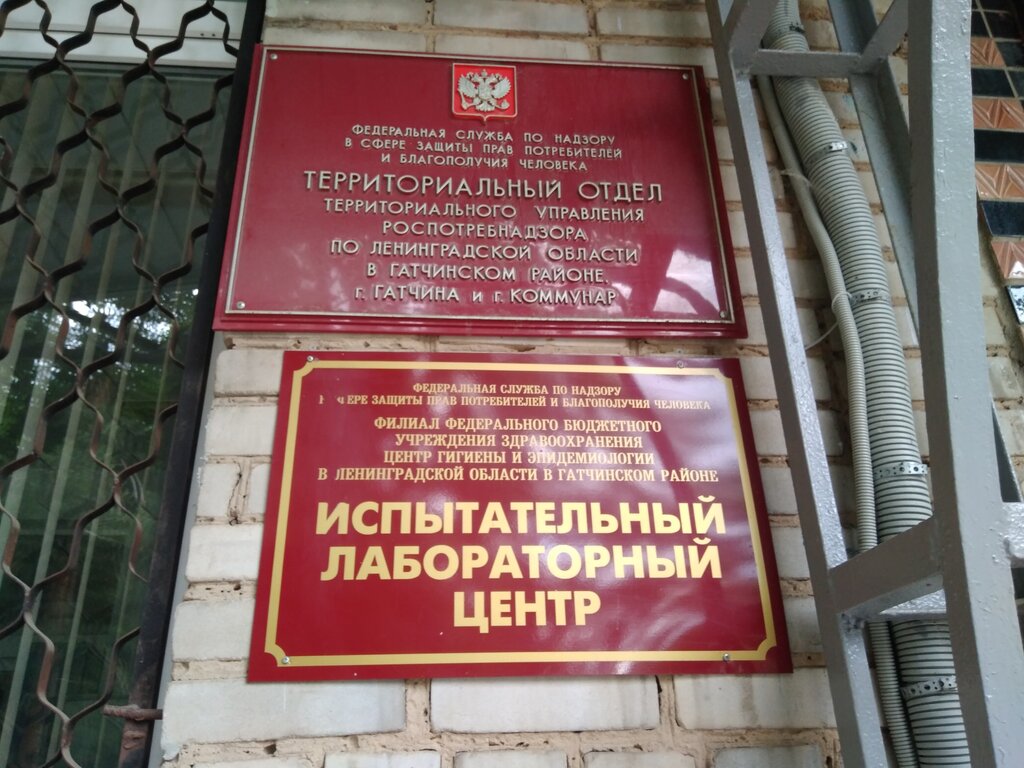 ФЕДЕРАЛЬНАЯ СЛУЖБА ПО НАДЗОРУ
В СФЕРЕ ЗАЩИТЫ ПРАВ ПОТРЕБИТЕЛЕЙ
И БЛАГОПОЛУЧИЯ ЧЕЛОВЕКА
ТЕРРИТОРИАЛЬНЫЙ ОТДЕЛ
ТЕРРИТОРИАЛЬНОГО УПРАВЛЕНИЯ
РОСПОТРЕБНАДЗОРА
ПО ЛЕНИНГРАДСКОЙ ОБЛАСТИ
В ГАТЧИНСКОМ РАЙОНЕ,
г. ГАТЧИНА И г. КОММУНАР
ФЕДЕРАЛЬНАЯ СЛУЖБА ПО НАДЗОРУ
ЗАЩИТЫ ПРАВ ПОТРЕБИТЕЛЕЙ И БЛАГОПОЛУЧИЯ ЧЕЛОВЕКА
ФИЛИАЛ ФЕДЕРАЛЬНОГО БЮДЖЕТНОГО
УЧРЕЖДЕНИЯ ЗДРАВООХРАНЕНИЯ
ЦЕНТР ГИГИЕНЫ И ЭПИДЕМИОЛОГИИ
В ЛЕНИНГРАДСКОЙ ОБЛАСТИ В ГАТЧИНСКОМ РАЙОНЕ
ИСПЫТАТЕЛЬНЫЙ
ЛАБОРАТОРНЫЙ
ЦЕНТР